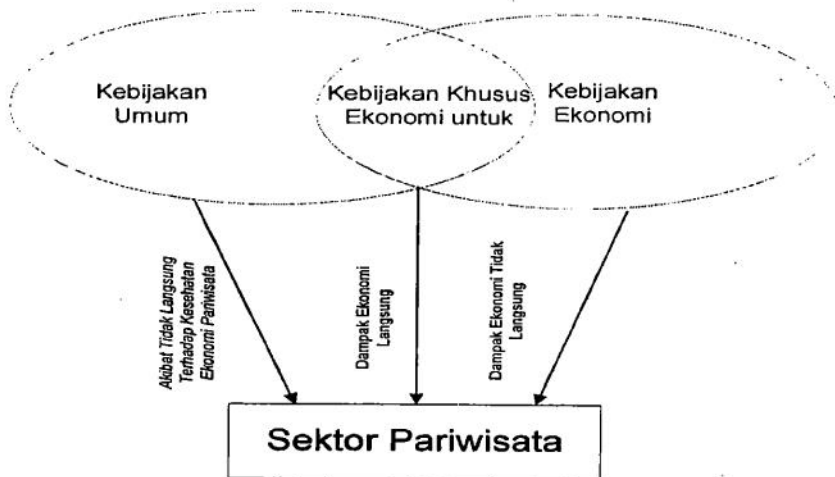 Kebijakan
Umum
Kebijakan Khusus
Ekonomi untuk
Kebijakan
Ekonomi
Akibat Tidak Langsung
Terhadap Kesehatan
Ekonomi Pariwisata
Dampak Ekonomi
Langsung
Dampak Ekonomi Tidak
Langsung
Sektor Pariwisata